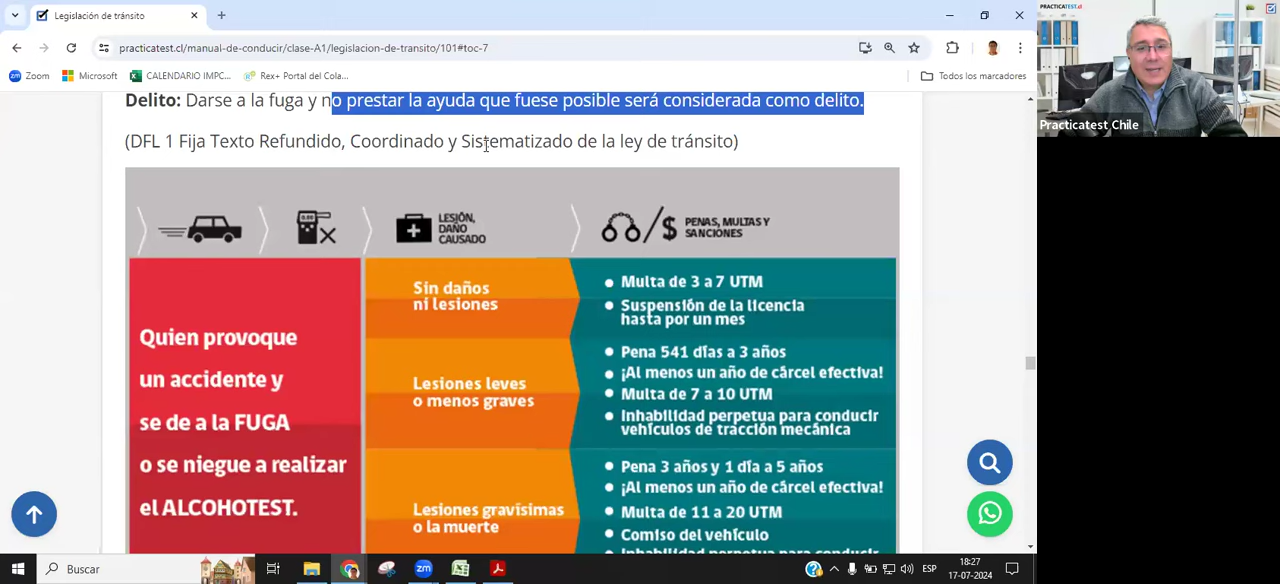 Legislación de tránsito
practicatest.cl/manual-de-conducir/clase-A1/legislacion-de-transito/101#toc-7
Zoom
Microsoft
CALENDARIO IMPC...
Rex+ Portal del Cola...
Todos los marcadores
PRACTICATEST.cl
Practicatest Chile
Delito: Darse a la fuga y no prestar la ayuda que fuese posible será considerada como delito.
(DFL 1 Fija Texto Refundido, Coordinado y Sistematizado de la ley de tránsito)
LESIÓN,
DAÑO
CAUSADO
PENAS, MULTAS Y
SANCIONES
Quien provoque
un accidente y
se de a la FUGA
o se niegue a realizar
el ALCOHOTEST.
Sin daños
ni lesiones
Multa de 3 a 7 UTM
Suspensión de la licencia
hasta por un mes
Lesiones leves
o menos graves
Pena 541 días a 3 años
¡Al menos un año de cárcel efectiva!
Multa de 7 a 10 UTM
Inhabilidad perpetua para conducir
vehículos de tracción mecánica
Lesiones gravísimas
o la muerte
Pena 3 años y 1 día a 5 años
¡Al menos un año de cárcel efectiva!
Multa de 11 a 20 UTM
Comiso del vehículo
Inhabilidad perpetua para conducir
Buscar
zm
ESP
18:27
17-07-2024